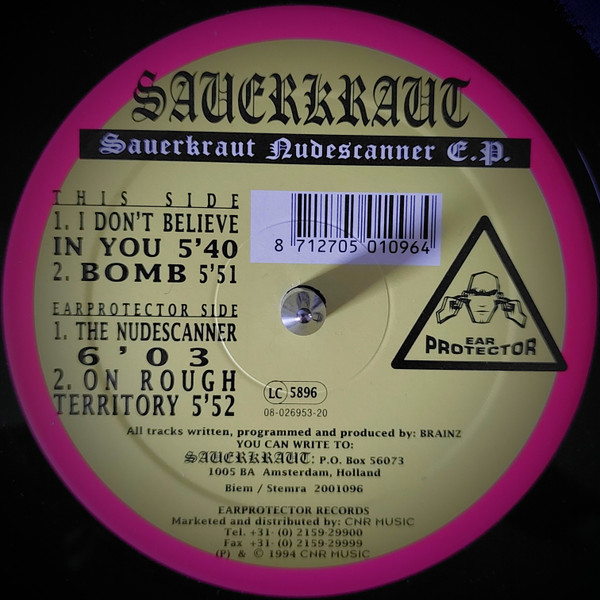 SAUERKRAUT
Sauerkraut Nudescanner E.P.
THIS SIDE
1. I DON'T BELIEVE
IN YOU 5'40
2. BOMB 5'51
EARPROTECTOR SIDE
1. THE NUDESCANNER
6'03
2. ON ROUGH
TERRITORY 5'52
8 712705 010964
EAR
PROTECTOR
LC 5896
08-026953-20
All tracks written, programmed and produced by: BRAINZ
YOU CAN WRITE TO:
SAUERKRAUT: P.O. Box 56073
1005 BA Amsterdam, Holland
Biem / Stemra 2001096
EARPROTECTOR RECORDS
Marketed and distributed by: CNR MUSIC
Tel. +31- (0) 2159-29900
Fax +31- (0) 2159-29999
(P) & © 1994 CNR MUSIC